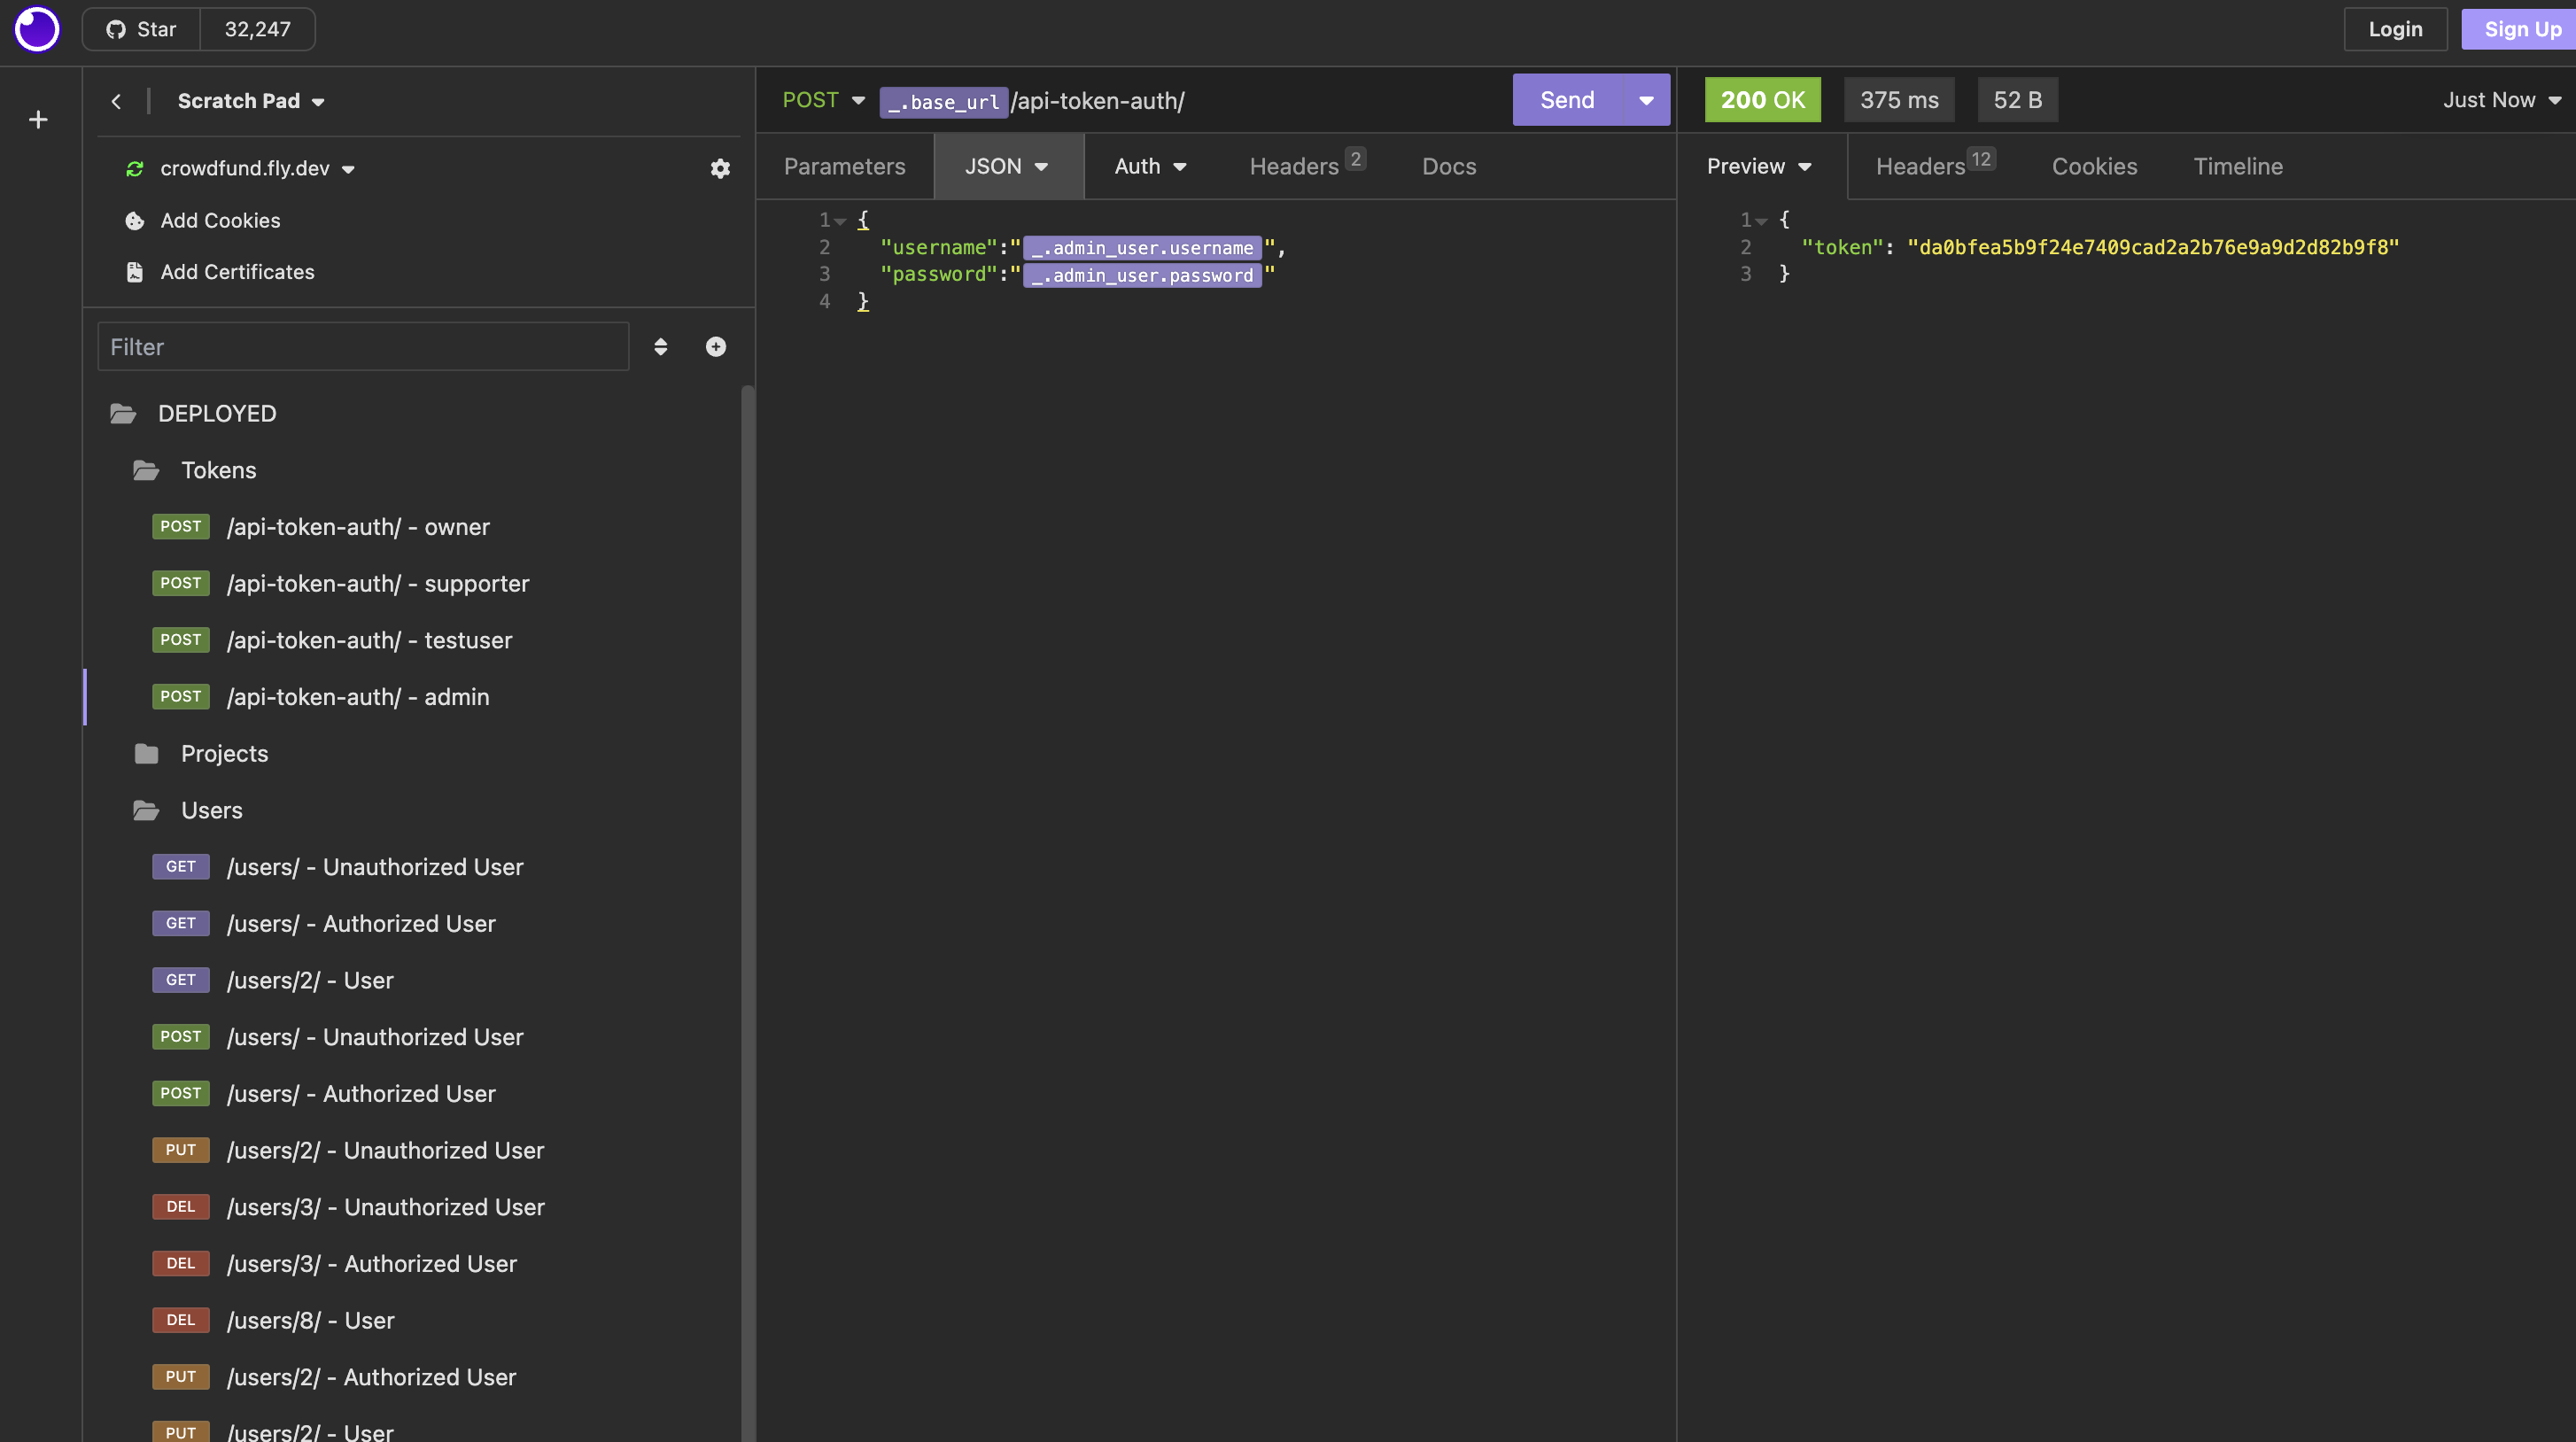 Star 32,247 Login Sign Up
Scratch Pad
crowdfund.fly.dev
Add Cookies
Add Certificates
Filter
DEPLOYED
Tokens
POST /api-token-auth/ - owner
POST /api-token-auth/ - supporter
POST /api-token-auth/ - testuser
POST /api-token-auth/ - admin
Projects
Users
GET /users/ - Unauthorized User
GET /users/ - Authorized User
GET /users/2/ - User
POST /users/ - Unauthorized User
POST /users/ - Authorized User
PUT /users/2/ - Unauthorized User
DEL /users/3/ - Unauthorized User
DEL /users/3/ - Authorized User
DEL /users/8/ - User
PUT /users/2/ - Authorized User
PUT /users/2/ - User
POST _.base_url/api-token-auth/ Send
Parameters JSON Auth Headers 2 Docs
1 {
2 "username":"_.admin_user.username",
3 "password":"_.admin_user.password"
4 }
200 OK 375 ms 52 B Just Now
Preview Headers 12 Cookies Timeline
1 {
2 "token": "da0bfea5b9f24e7409cad2a2b76e9a9d2d82b9f8"
3 }